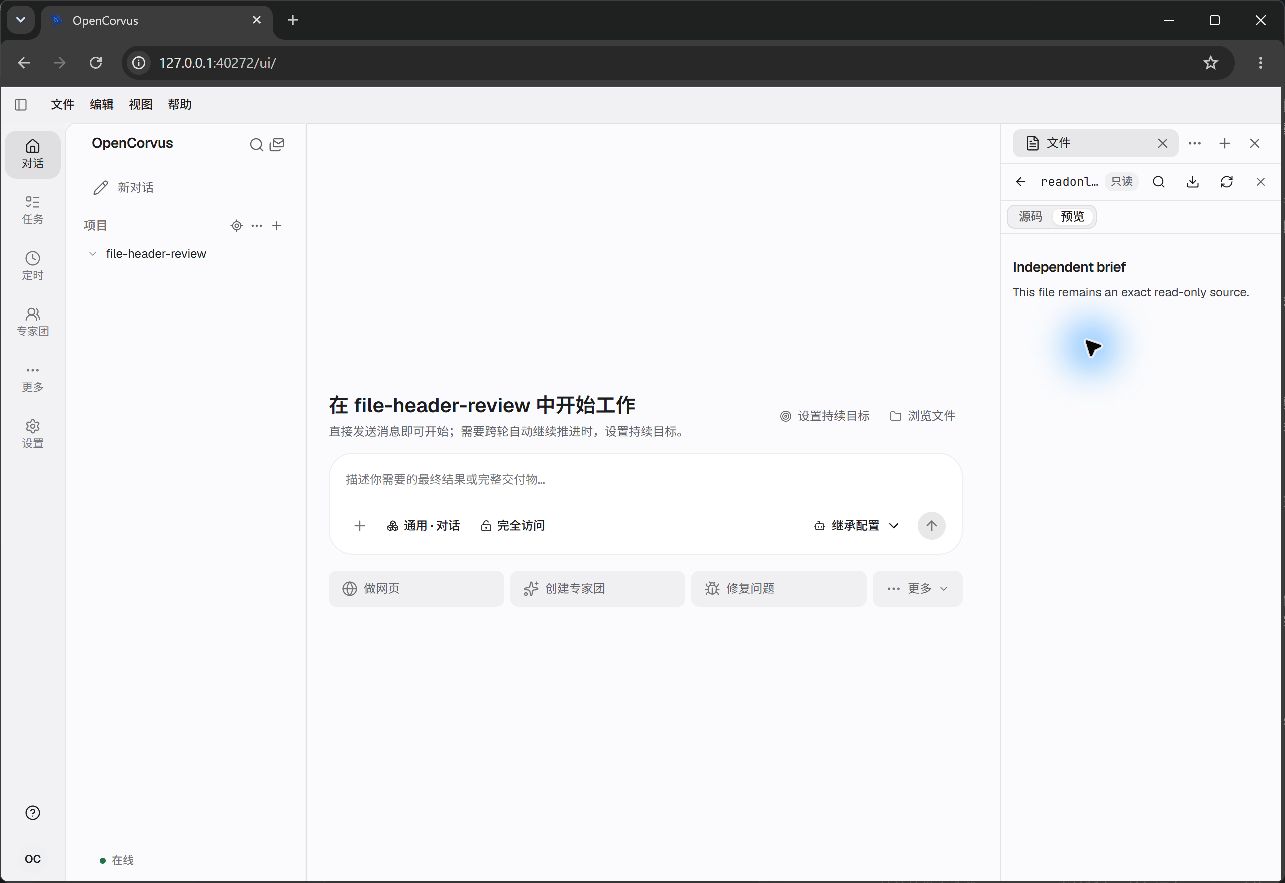 OpenCorvus
127.0.0.1:40272/ui/
文件 编辑 视图 帮助
对话
任务
定时
专家团
更多
设置
OC
OpenCorvus
新对话
项目
file-header-review
在线
在 file-header-review 中开始工作
直接发送消息即可开始；需要跨轮自动继续推进时，设置持续目标。
设置持续目标 浏览文件
描述你需要的最终结果或完整交付物...
通用 · 对话 完全访问 继承配置
做网页 创建专家团 修复问题 更多
文件
readonl... 只读
源码 预览
Independent brief
This file remains an exact read-only source.